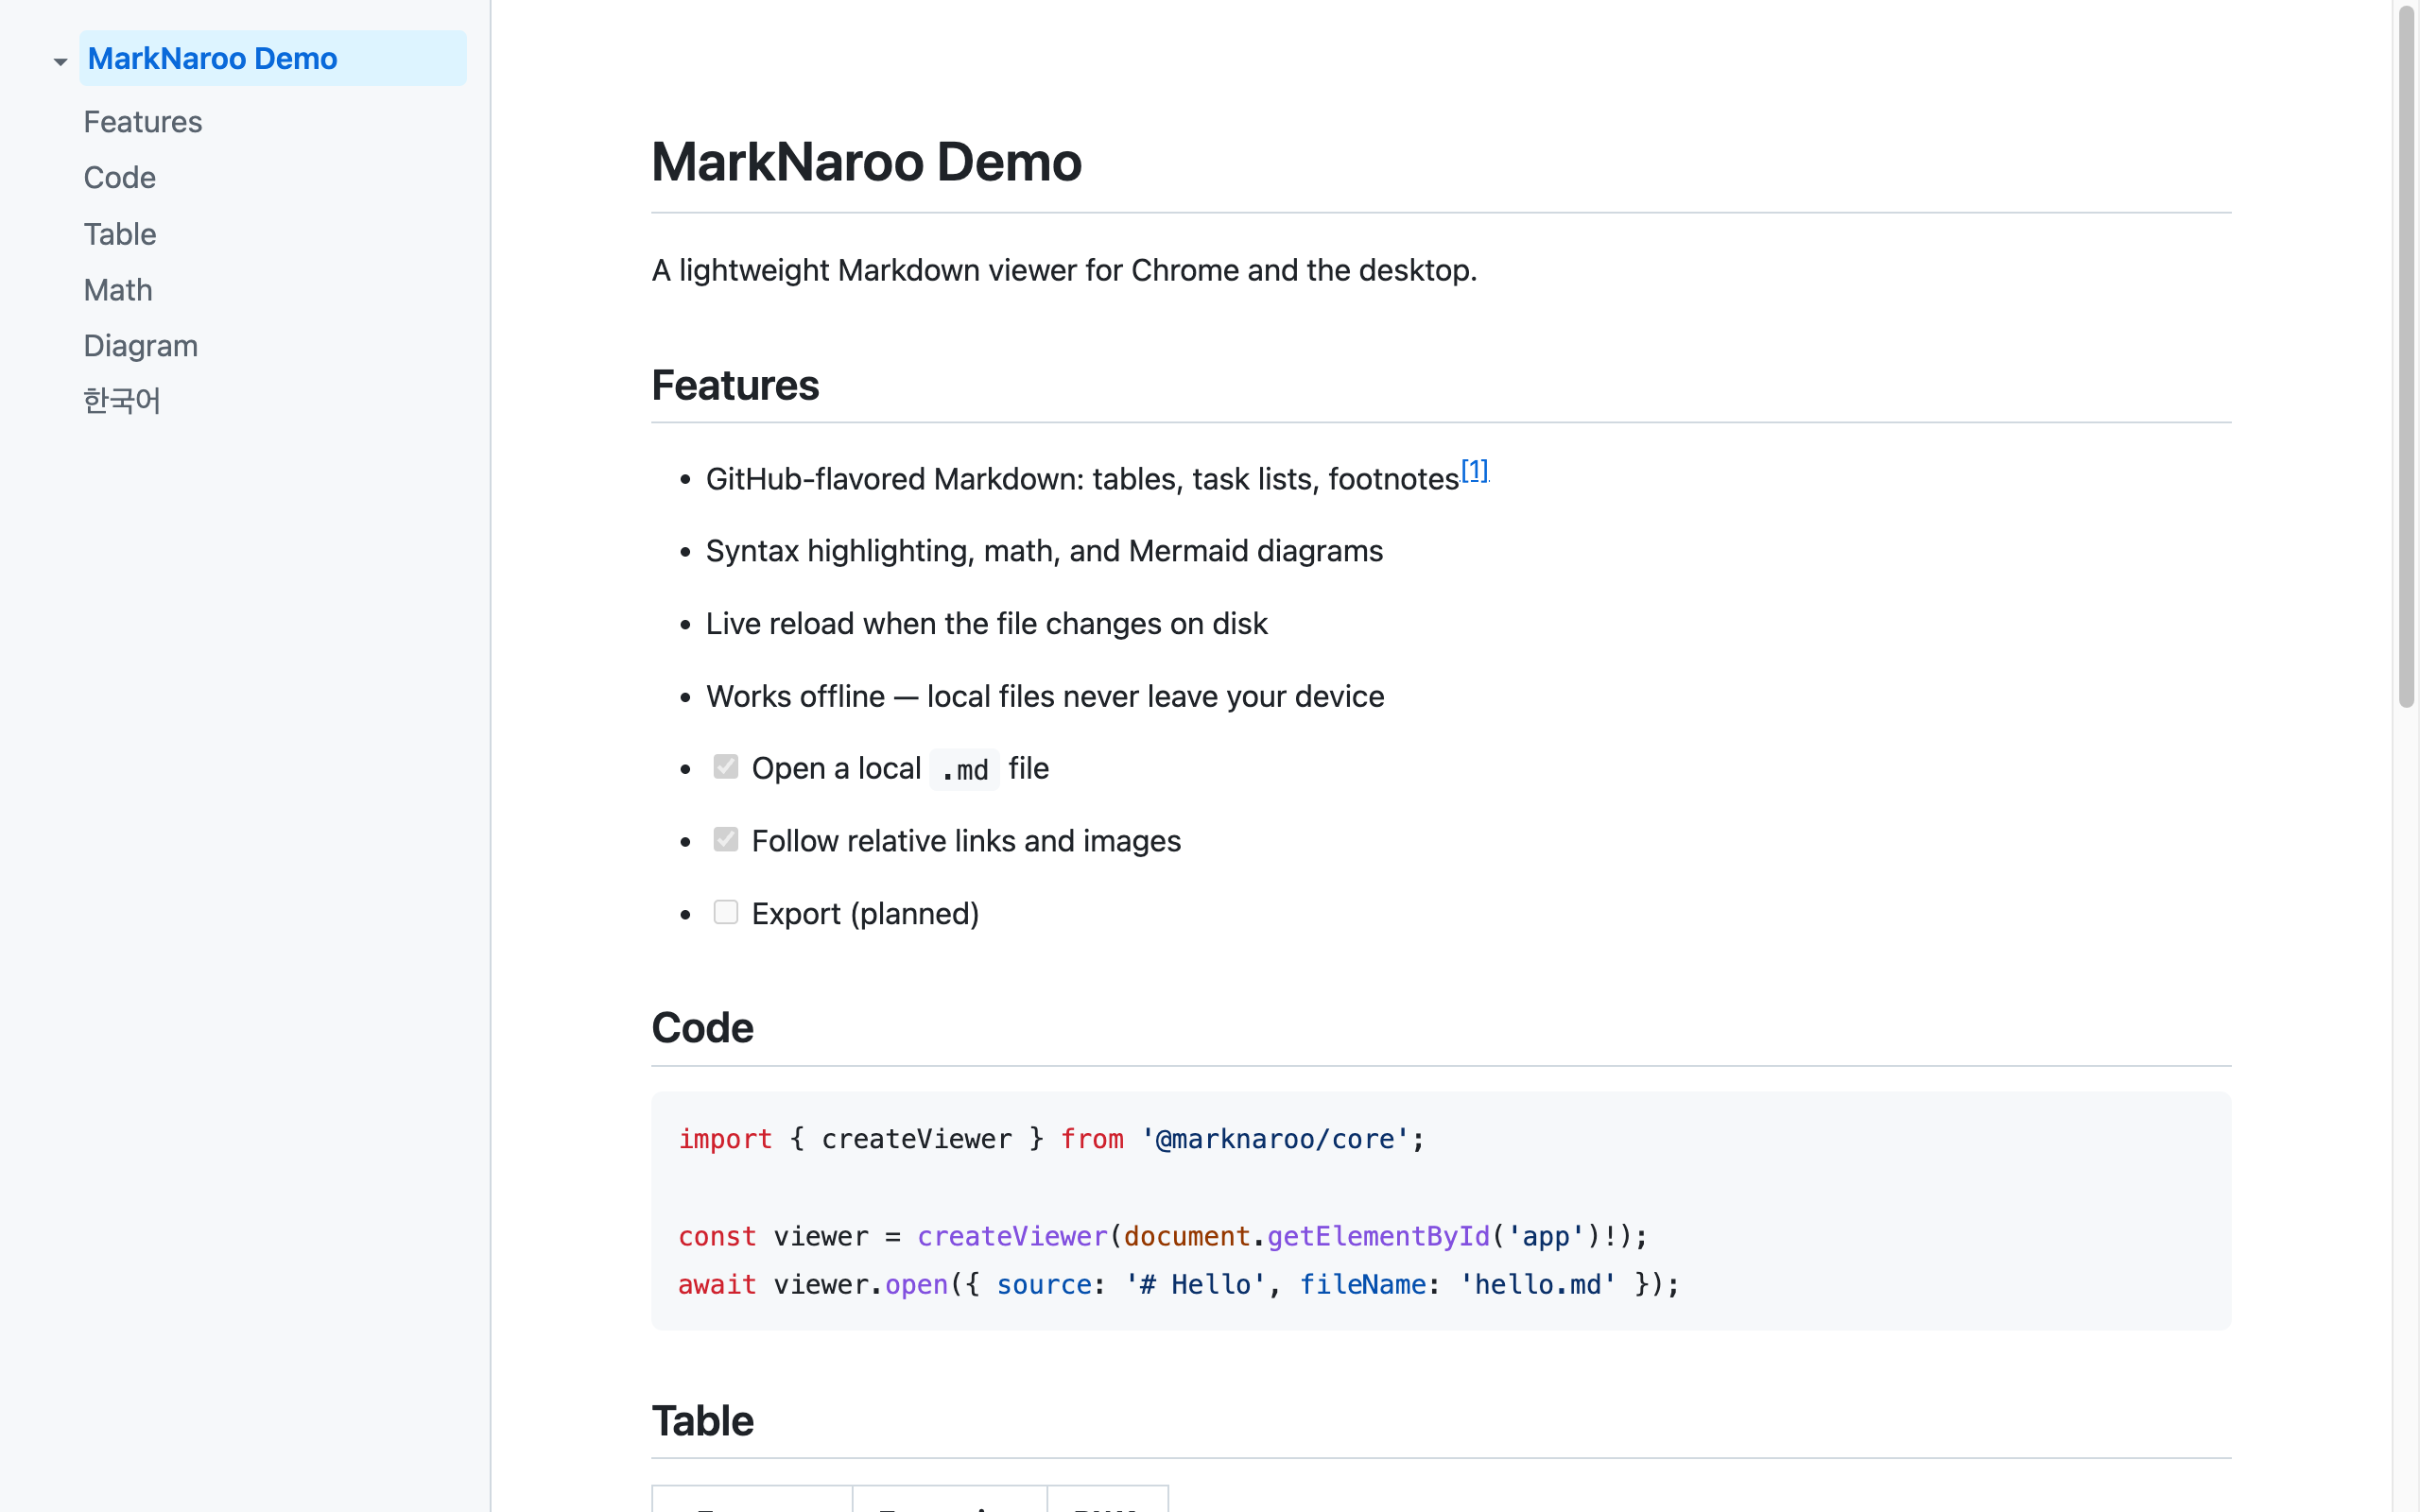 MarkNaroo Demo
Features
Code
Table
Math
Diagram
한국어
MarkNaroo Demo
A lightweight Markdown viewer for Chrome and the desktop.
Features
GitHub-flavored Markdown: tables, task lists, footnotes[1]
Syntax highlighting, math, and Mermaid diagrams
Live reload when the file changes on disk
Works offline — local files never leave your device
Open a local .md file
Follow relative links and images
Export (planned)
Code
import { createViewer } from '@marknaroo/core';
const viewer = createViewer(document.getElementById('app')!);
await viewer.open({ source: '# Hello', fileName: 'hello.md' });
Table